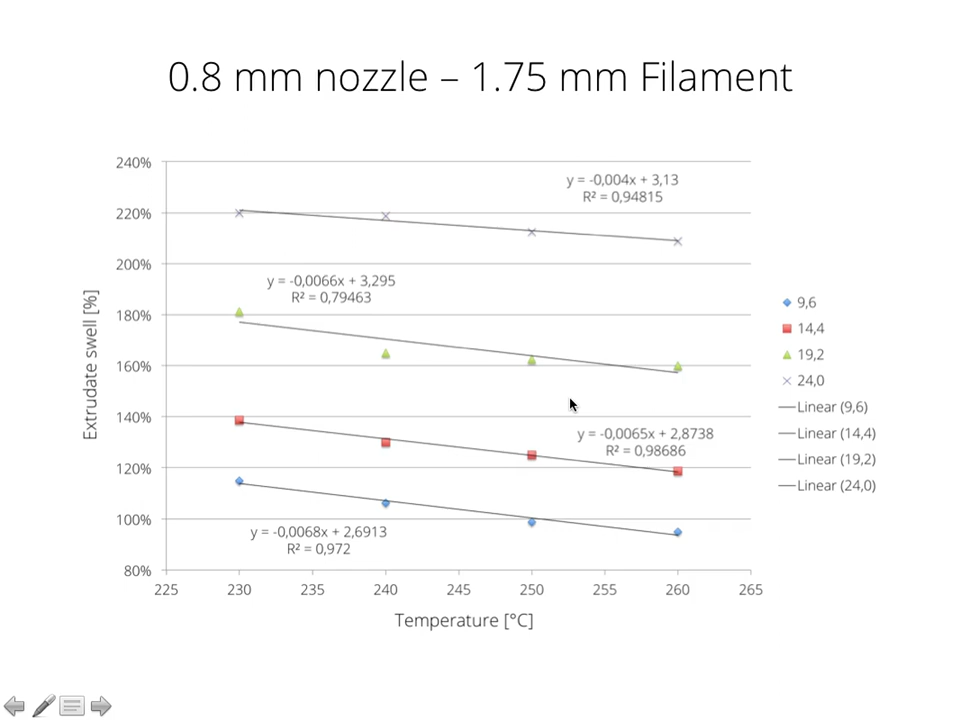 0.8 mm nozzle – 1.75 mm Filament
240%
220%
200%
180%
160%
140%
120%
100%
80%
Extrudate swell [%]
y = -0,004x + 3,13
R² = 0,94815
y = -0,0066x + 3,295
R² = 0,79463
y = -0,0065x + 2,8738
R² = 0,98686
y = -0,0068x + 2,6913
R² = 0,972
225 230 235 240 245 250 255 260 265
Temperature [°C]
9,6
14,4
19,2
24,0
Linear (9,6)
Linear (14,4)
Linear (19,2)
Linear (24,0)